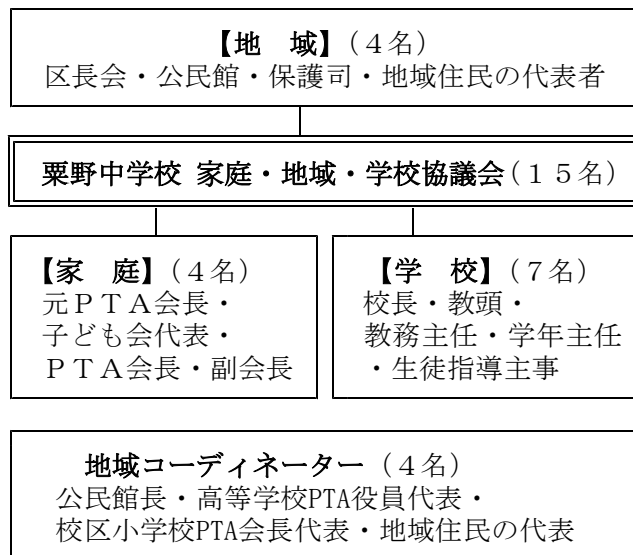 【地　域】（４名）
区長会・公民館・保護司・地域住民の代表者
粟野中学校 家庭・地域・学校協議会（１５名）
【家　庭】（４名）
元ＰＴＡ会長・
子ども会代表・
ＰＴＡ会長・副会長
【学　校】（７名）
校長・教頭・
教務主任・学年主任
・生徒指導主事
地域コーディネーター（４名）
公民館長・高等学校PTA役員代表・
校区小学校PTA会長代表・地域住民の代表